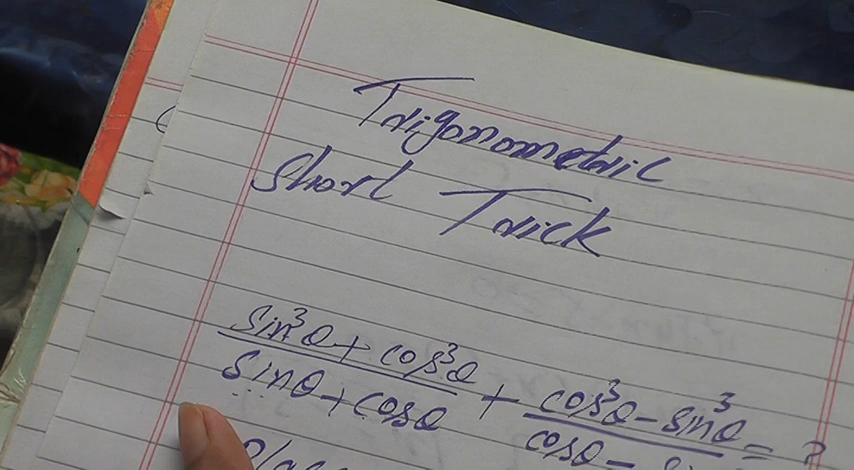 Trigonometric
Short Trick
sin³θ + cos³θ / sinθ + cosθ + cos³θ - sin³θ / cosθ - = ?